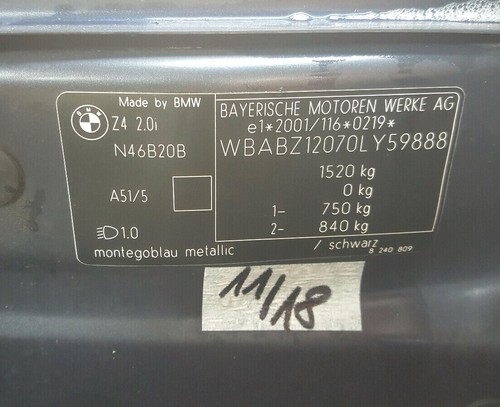 Made by BMW
BMW
Z4 2.0i
N46B20B
A51/5
1.0
montegoblau metallic
BAYERISCHE MOTOREN WERKE AG
e1*2001/116*0219*
WBABZ12070LY59888
1520 kg
0 kg
1- 750 kg
2- 840 kg
/ schwarz
8 240 809
11/18